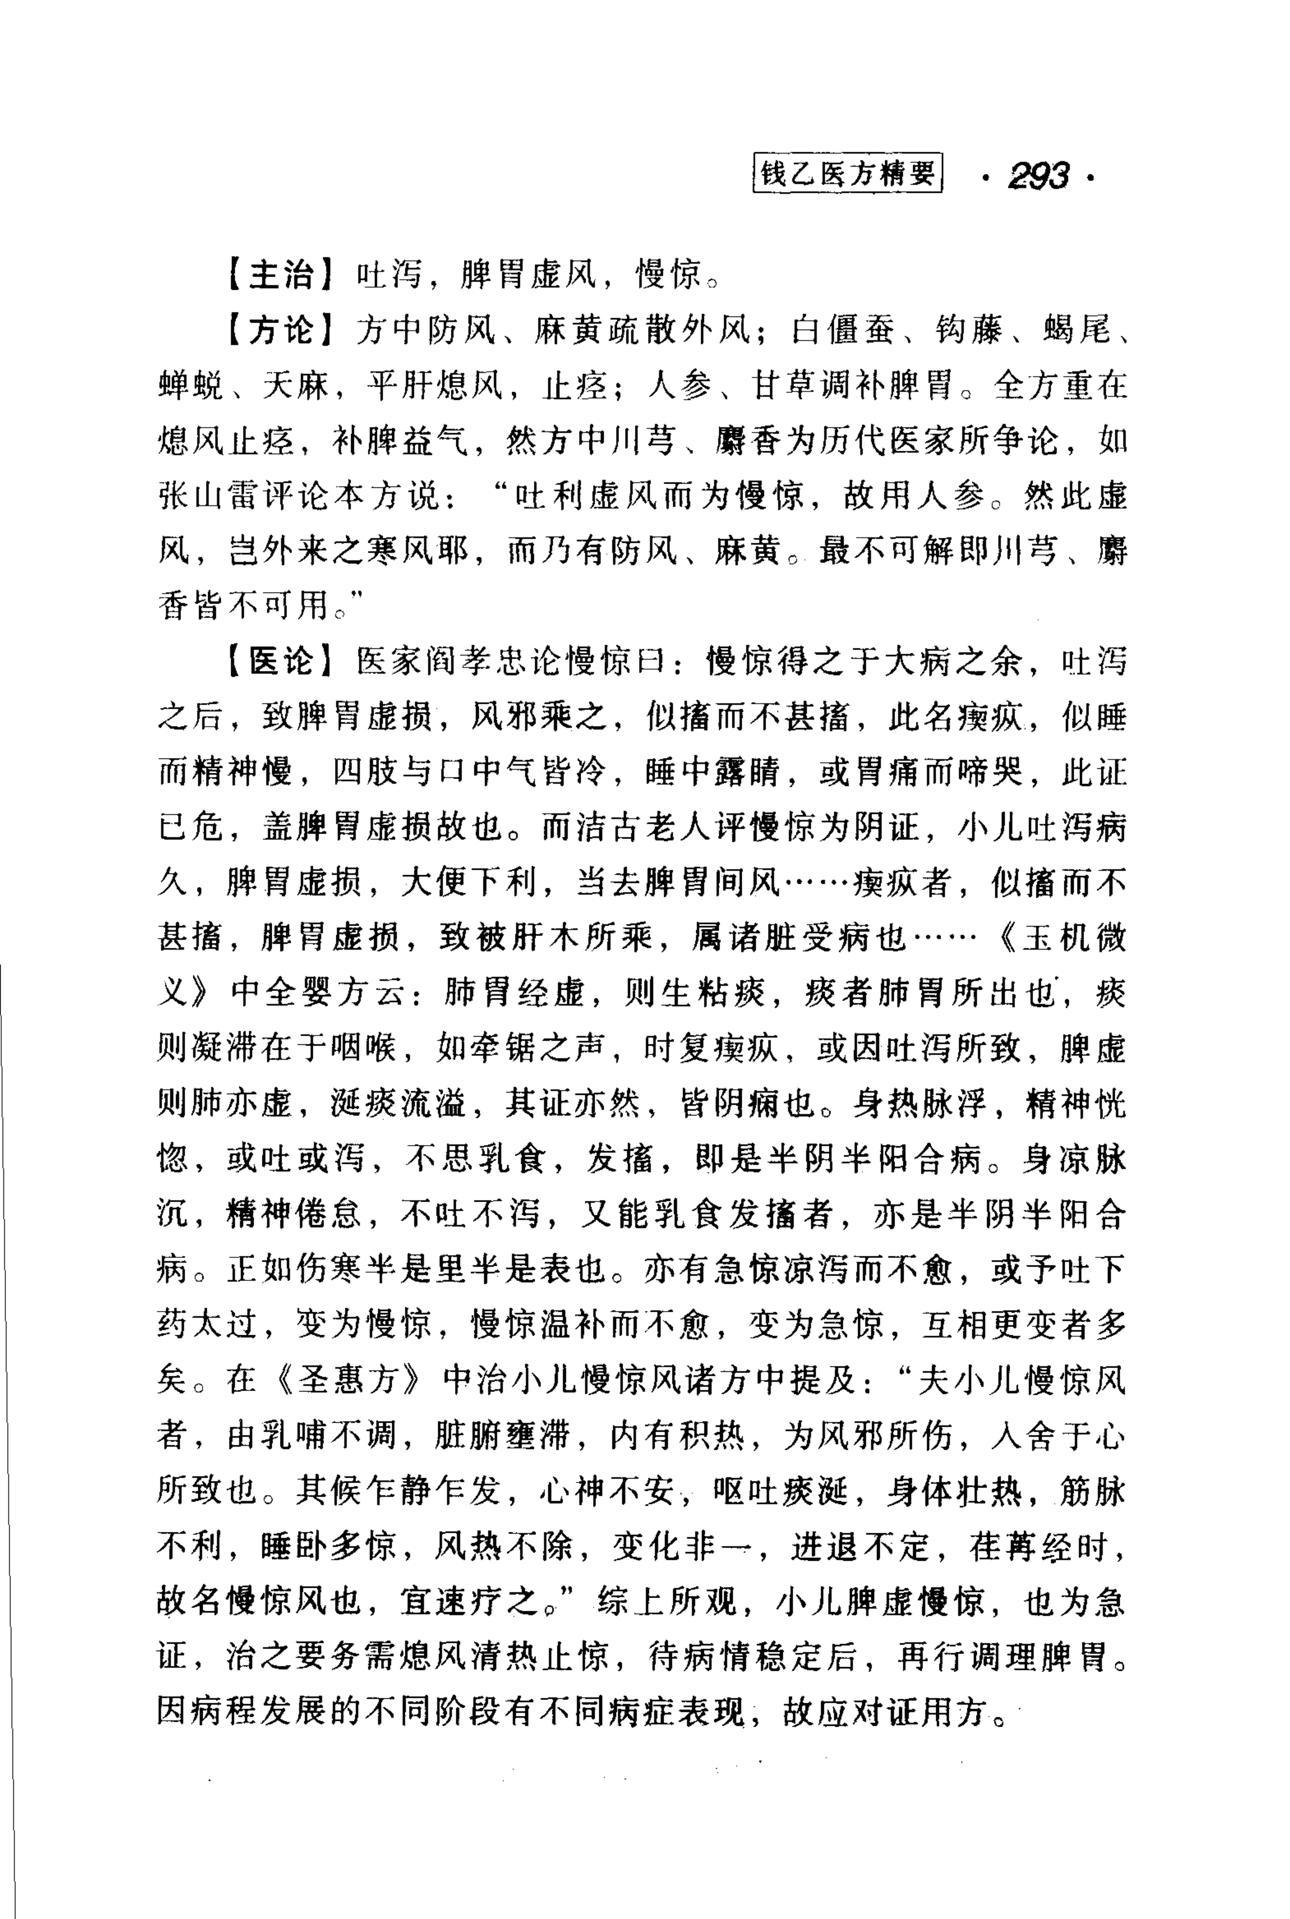 钱乙医方精要 · 293 ·
【主治】 吐泻，脾胃虚风，慢惊。
【方论】 方中防风、麻黄疏散外风；白僵蚕、钩藤、蝎尾、
蝉蜕、天麻，平肝熄风，止痉；人参、甘草调补脾胃。全方重在
熄风止痉，补脾益气，然方中川芎、麝香为历代医家所争论，如
张山雷评论本方说：“吐利虚风而为慢惊，故用人参。然此虚
风，岂外来之寒风耶，而乃有防风、麻黄。最不可解即川芎、麝
香皆不可用。”
【医论】 医家阎孝忠论慢惊曰：慢惊得之于大病之余，吐泻
之后，致脾胃虚损，风邪乘之，似搐而不甚搐，此名瘈疭，似睡
而精神慢，四肢与口中气皆冷，睡中露睛，或胃痛而啼哭，此证
已危，盖脾胃虚损故也。而洁古老人评慢惊为阴证，小儿吐泻病
久，脾胃虚损，大便下利，当去脾胃间风……瘈疭者，似搐而不
甚搐，脾胃虚损，致被肝木所乘，属诸脏受病也……《玉机微
义》中全婴方云：肺胃经虚，则生粘痰，痰者肺胃所出也，痰
则凝滞在于咽喉，如牵锯之声，时复瘈疭，或因吐泻所致，脾虚
则肺亦虚，涎痰流溢，其证亦然，皆阴痫也。身热脉浮，精神恍
惚，或吐或泻，不思乳食，发搐，即是半阴半阳合病。身凉脉
沉，精神倦怠，不吐不泻，又能乳食发搐者，亦是半阴半阳合
病。正如伤寒半是里半是表也。亦有急惊凉泻而不愈，或予吐下
药太过，变为慢惊，慢惊温补而不愈，变为急惊，互相更变者多
矣。在《圣惠方》中治小儿慢惊风诸方中提及：“夫小儿慢惊风
者，由乳哺不调，脏腑壅滞，内有积热，为风邪所伤，入舍于心
所致也。其候乍静乍发，心神不安，呕吐痰涎，身体壮热，筋脉
不利，睡卧多惊，风热不除，变化非一，进退不定，荏苒经时，
故名慢惊风也，宜速疗之。”综上所观，小儿脾虚慢惊，也为急
证，治之要务需熄风清热止惊，待病情稳定后，再行调理脾胃。
因病程发展的不同阶段有不同病症表现，故应对证用方。